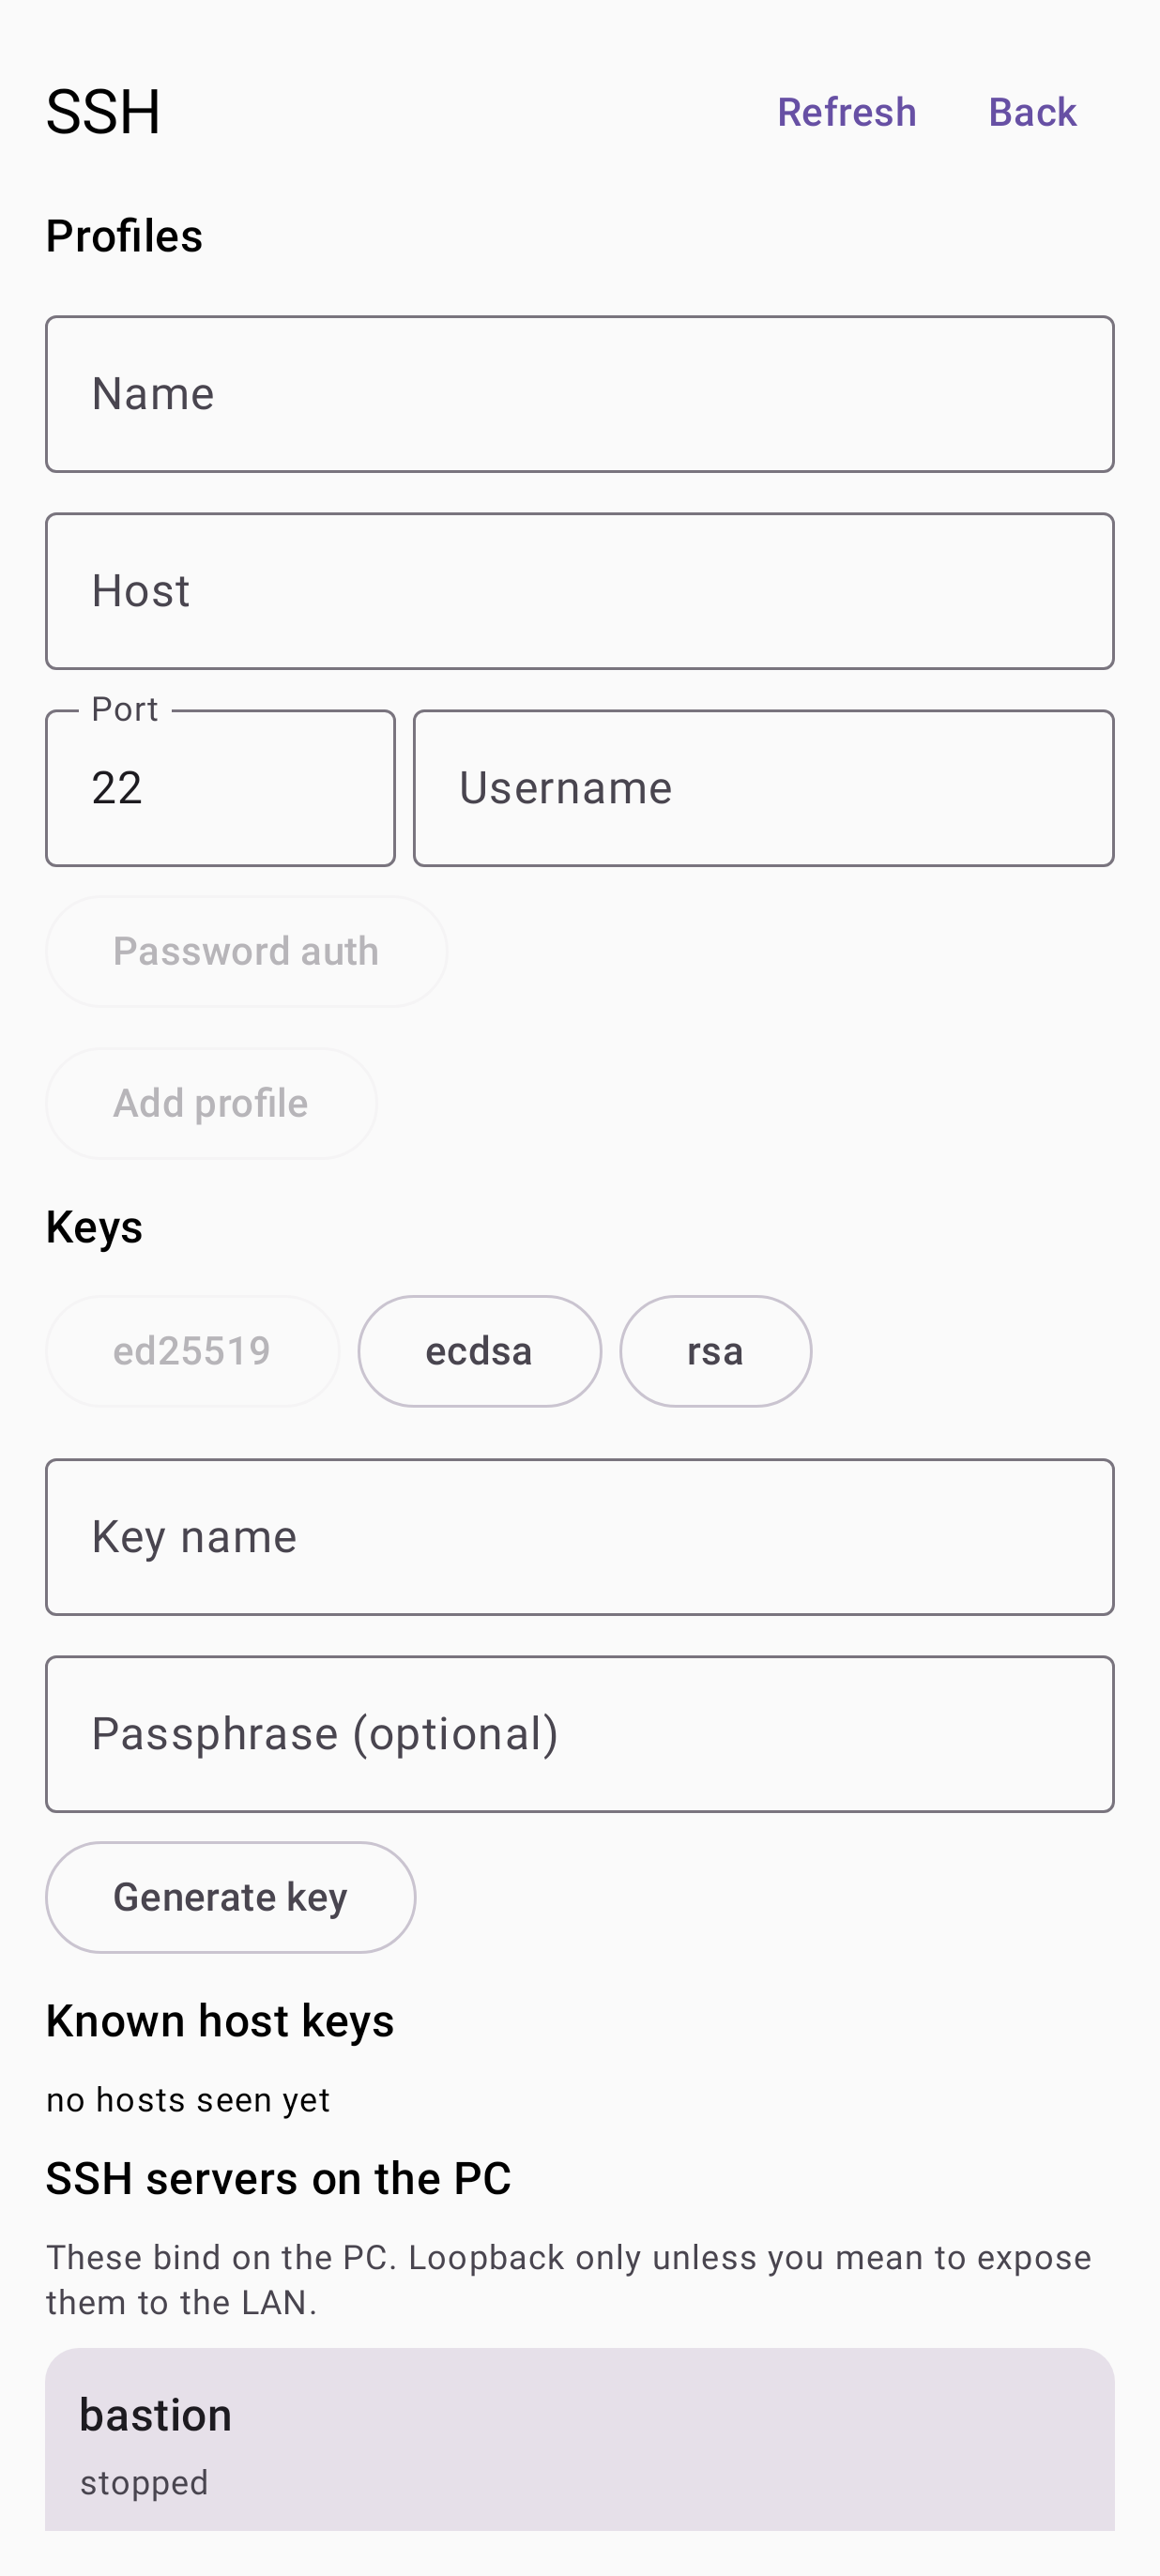 SSH
Refresh
Back
Profiles
Name
Host
Port
22
Username
Password auth
Add profile
Keys
ed25519
ecdsa
rsa
Key name
Passphrase (optional)
Generate key
Known host keys
no hosts seen yet
SSH servers on the PC
These bind on the PC. Loopback only unless you mean to expose
them to the LAN.
bastion
stopped